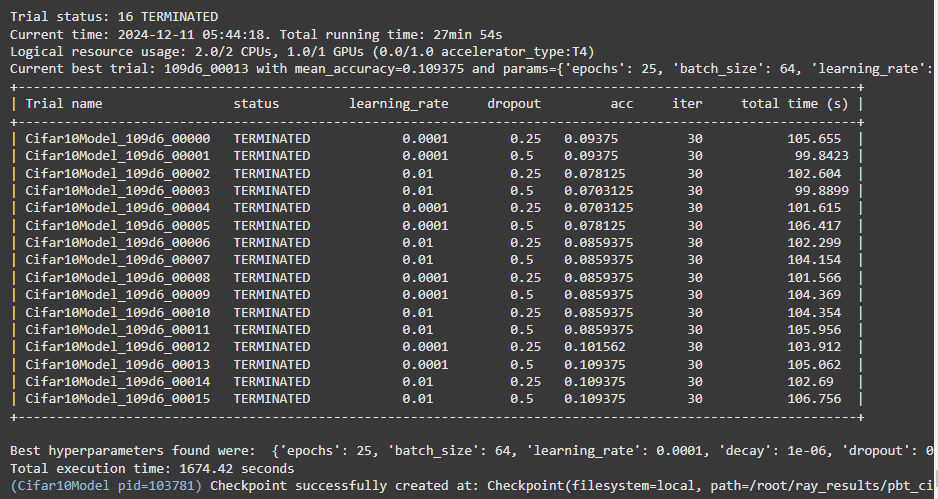 Trial status: 16 TERMINATED
Current time: 2024-12-11 05:44:18. Total running time: 27min 54s
Logical resource usage: 2.0/2 CPUs, 1.0/1 GPUs (0.0/1.0 accelerator_type:T4)
Current best trial: 109d6_00013 with mean_accuracy=0.109375 and params={'epochs': 25, 'batch_size': 64, 'learning_rate':
Trial name status learning_rate dropout acc iter total time (s)
Cifar10Model_109d6_00000 TERMINATED 0.0001 0.25 0.09375 30 105.655
Cifar10Model_109d6_00001 TERMINATED 0.0001 0.5 0.09375 30 99.8423
Cifar10Model_109d6_00002 TERMINATED 0.01 0.25 0.078125 30 102.604
Cifar10Model_109d6_00003 TERMINATED 0.01 0.5 0.0703125 30 99.8899
Cifar10Model_109d6_00004 TERMINATED 0.0001 0.25 0.0703125 30 101.615
Cifar10Model_109d6_00005 TERMINATED 0.0001 0.5 0.078125 30 106.417
Cifar10Model_109d6_00006 TERMINATED 0.01 0.25 0.0859375 30 102.299
Cifar10Model_109d6_00007 TERMINATED 0.01 0.5 0.0859375 30 104.154
Cifar10Model_109d6_00008 TERMINATED 0.0001 0.25 0.0859375 30 101.566
Cifar10Model_109d6_00009 TERMINATED 0.0001 0.5 0.0859375 30 104.369
Cifar10Model_109d6_00010 TERMINATED 0.01 0.25 0.0859375 30 104.354
Cifar10Model_109d6_00011 TERMINATED 0.01 0.5 0.0859375 30 105.956
Cifar10Model_109d6_00012 TERMINATED 0.0001 0.25 0.101562 30 103.912
Cifar10Model_109d6_00013 TERMINATED 0.0001 0.5 0.109375 30 105.062
Cifar10Model_109d6_00014 TERMINATED 0.01 0.25 0.109375 30 102.69
Cifar10Model_109d6_00015 TERMINATED 0.01 0.5 0.109375 30 106.756
Best hyperparameters found were: {'epochs': 25, 'batch_size': 64, 'learning_rate': 0.0001, 'decay': 1e-06, 'dropout': 0
Total execution time: 1674.42 seconds
(Cifar10Model pid=103781) Checkpoint successfully created at: Checkpoint(filesystem=local, path=/root/ray_results/pbt_ci